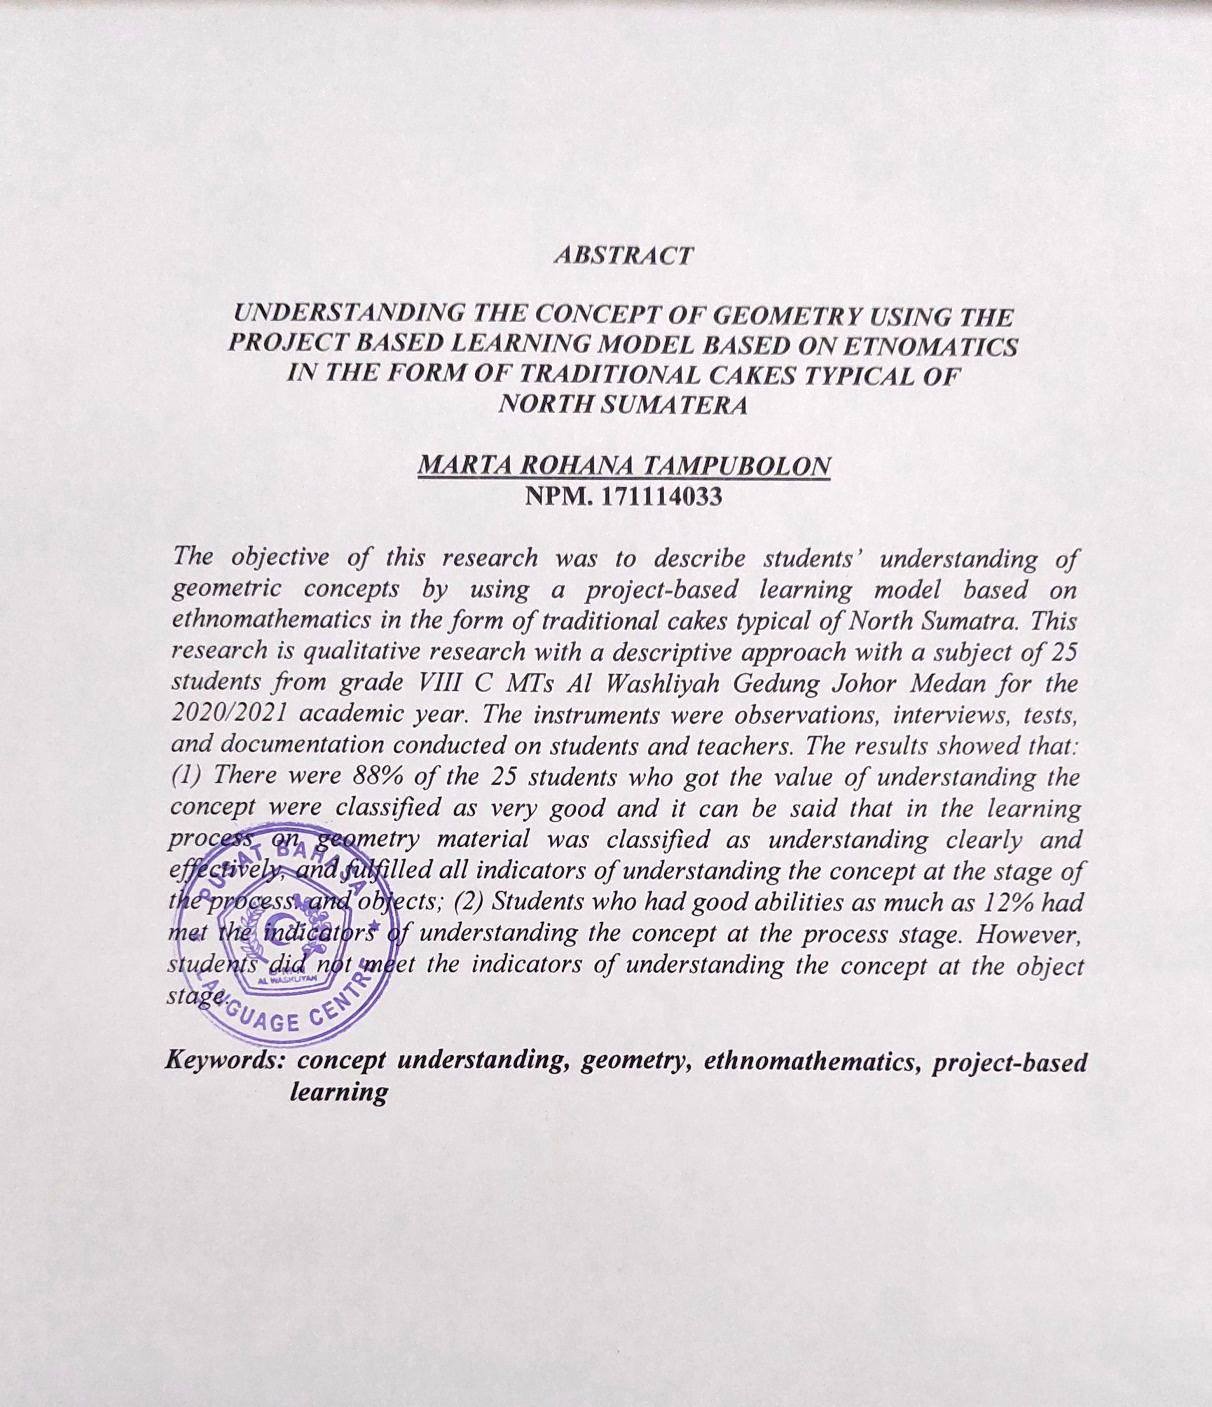 ABSTRACT
UNDERSTANDING THE CONCEPT OF GEOMETRY USING THE
PROJECT BASED LEARNING MODEL BASED ON ETNOMATICS
IN THE FORM OF TRADITIONAL CAKES TYPICAL OF
NORTH SUMATERA
MARTA ROHANA TAMPUBOLON
NPM. 171114033
The objective of this research was to describe students' understanding of
geometric concepts by using a project-based learning model based on
ethnomathematics in the form of traditional cakes typical of North Sumatra. This
research is qualitative research with a descriptive approach with a subject of 25
students from grade VIII C MTs Al Washliyah Gedung Johor Medan for the
2020/2021 academic year. The instruments were observations, interviews, tests,
and documentation conducted on students and teachers. The results showed that:
(1) There were 88% of the 25 students who got the value of understanding the
concept were classified as very good and it can be said that in the learning
process on geometry material was classified as understanding clearly and
effectively, and fulfilled all indicators of understanding the concept at the stage of
the process and objects; (2) Students who had good abilities as much as 12% had
met the indicators of understanding the concept at the process stage. However,
students did not meet the indicators of understanding the concept at the object
stage.
PUSAT BAHASA
AL WASHLIYAH
LANGUAGE CENTRE
Keywords: concept understanding, geometry, ethnomathematics, project-based
learning